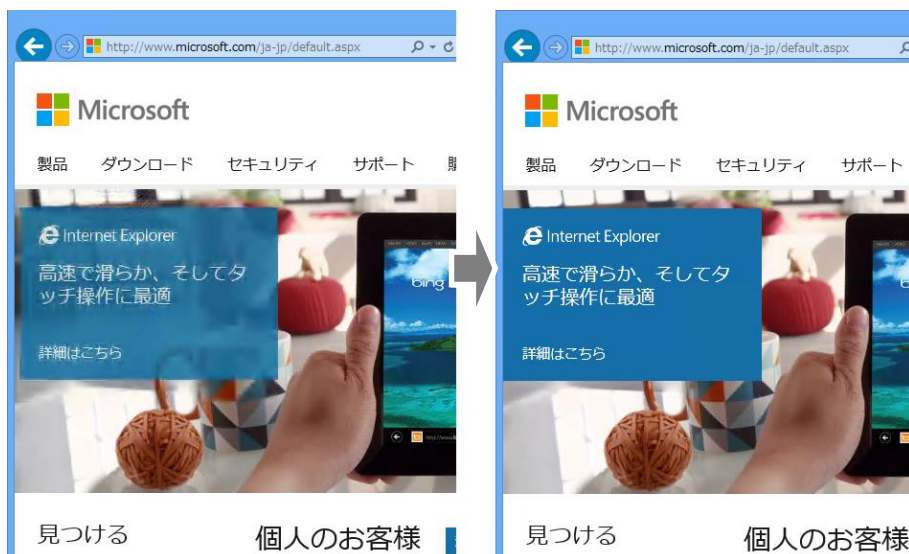 http://www.microsoft.com/ja-jp/default.aspx
Microsoft
製品 ダウンロード セキュリティ サポート
Internet Explorer
高速で滑らか、そしてタ
ッチ操作に最適
詳細はこちら
bing
見つける 個人のお客様
http://www.microsoft.com/ja-jp/default.aspx
Microsoft
製品 ダウンロード セキュリティ サポート
Internet Explorer
高速で滑らか、そしてタ
ッチ操作に最適
詳細はこちら
見つける 個人のお客様